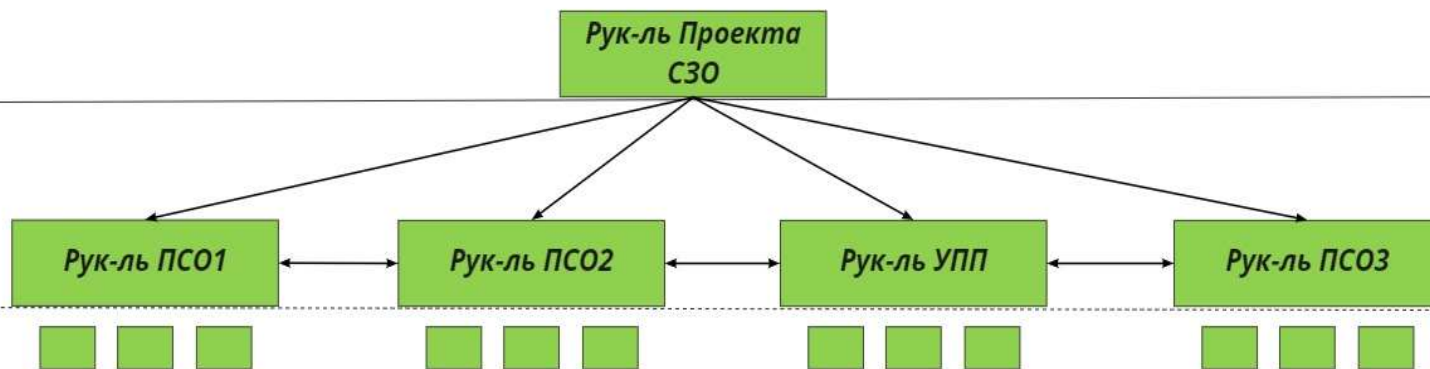 Рук-ль Проекта
СЗО
Рук-ль ПСО1
Рук-ль ПСО2
Рук-ль УПП
Рук-ль ПСО3